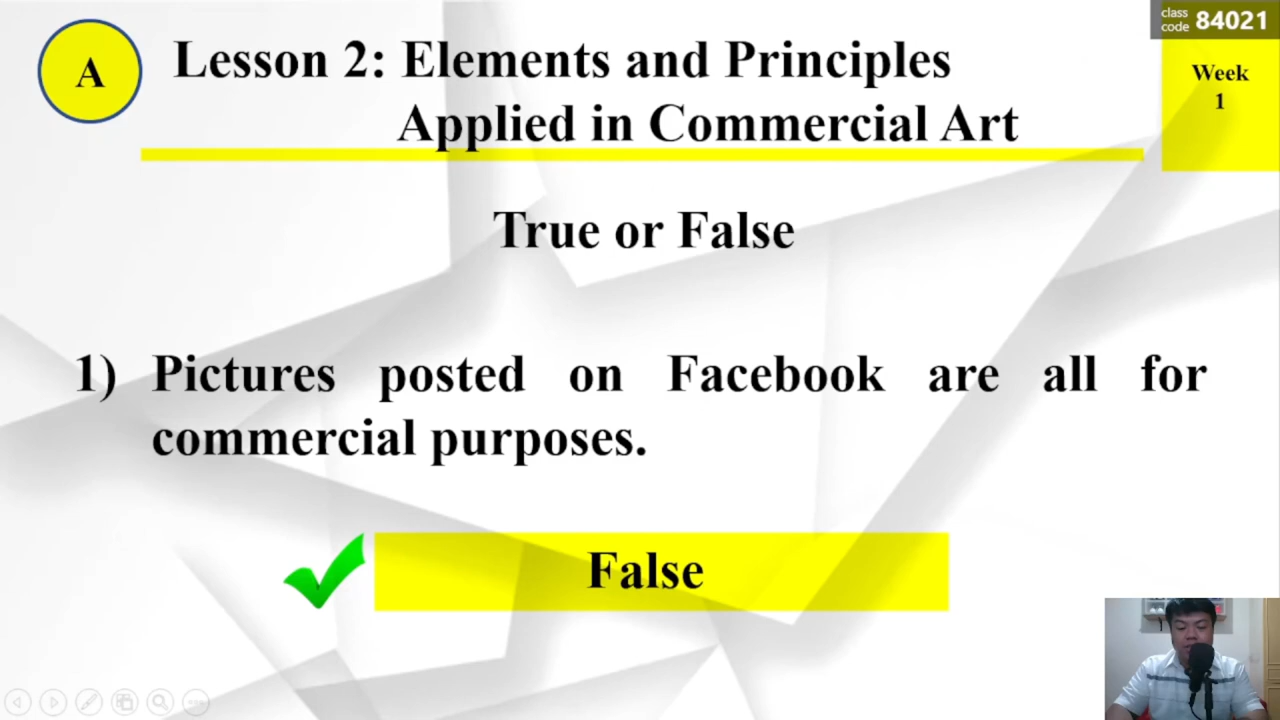 class
code 84021
A
Lesson 2: Elements and Principles
Applied in Commercial Art
Week
1
True or False
1) Pictures posted on Facebook are all for
commercial purposes.
False